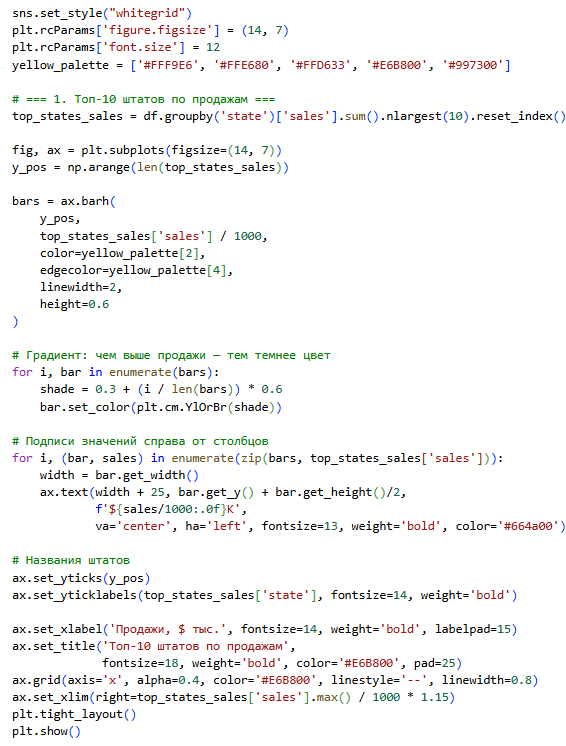 sns.set_style("whitegrid")
plt.rcParams['figure.figsize'] = (14, 7)
plt.rcParams['font.size'] = 12
yellow_palette = ['#FFF9E6', '#FFE680', '#FFD633', '#E6B800', '#997300']

# === 1. Топ-10 штатов по продажам ===
top_states_sales = df.groupby('state')['sales'].sum().nlargest(10).reset_index()

fig, ax = plt.subplots(figsize=(14, 7))
y_pos = np.arange(len(top_states_sales))

bars = ax.barh(
    y_pos,
    top_states_sales['sales'] / 1000,
    color=yellow_palette[2],
    edgecolor=yellow_palette[4],
    linewidth=2,
    height=0.6
)

# Градиент: чем выше продажи — тем темнее цвет
for i, bar in enumerate(bars):
    shade = 0.3 + (i / len(bars)) * 0.6
    bar.set_color(plt.cm.YlOrBr(shade))

# Подписи значений справа от столбцов
for i, (bar, sales) in enumerate(zip(bars, top_states_sales['sales'])):
    width = bar.get_width()
    ax.text(width + 25, bar.get_y() + bar.get_height()/2,
            f'${sales/1000:.0f}K',
            va='center', ha='left', fontsize=13, weight='bold', color='#664a00')

# Названия штатов
ax.set_yticks(y_pos)
ax.set_yticklabels(top_states_sales['state'], fontsize=14, weight='bold')

ax.set_xlabel('Продажи, $ тыс.', fontsize=14, weight='bold', labelpad=15)
ax.set_title('Топ-10 штатов по продажам',
             fontsize=18, weight='bold', color='#E6B800', pad=25)
ax.grid(axis='x', alpha=0.4, color='#E6B800', linestyle='--', linewidth=0.8)
ax.set_xlim(right=top_states_sales['sales'].max() / 1000 * 1.15)
plt.tight_layout()
plt.show()